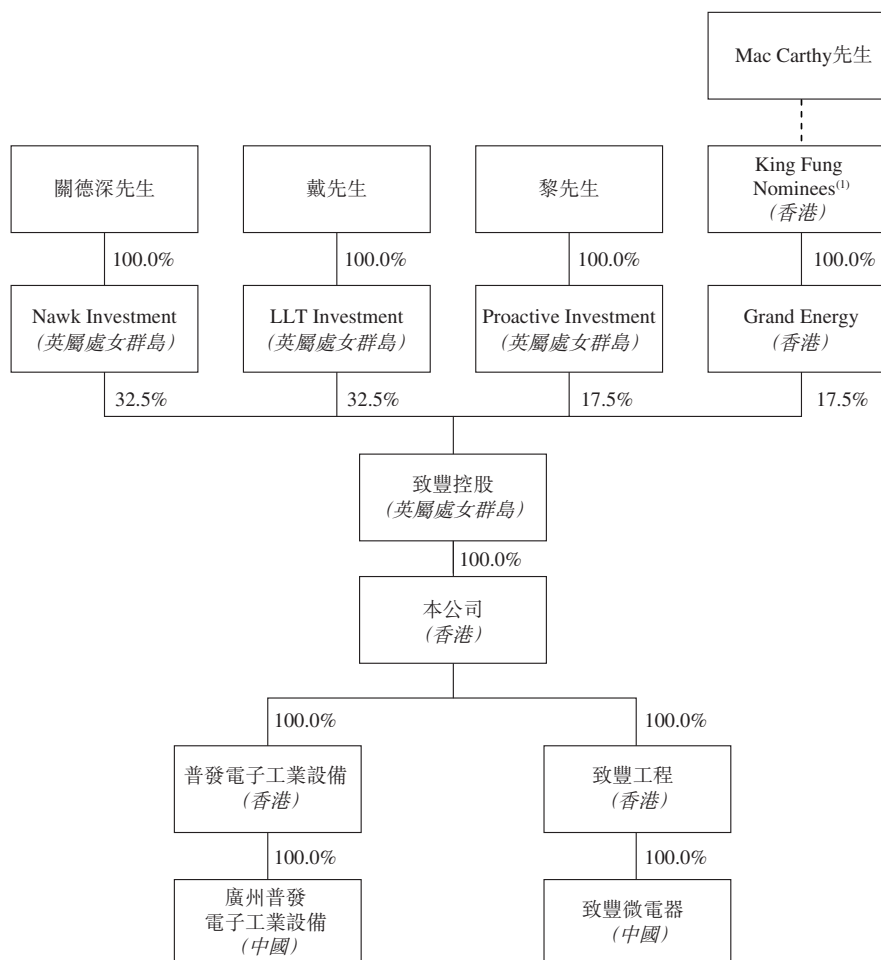 Mac Carthy先生
關德深先生
戴先生
黎先生
King Fung
Nominees(1)
（香港）
100.0%
100.0%
100.0%
100.0%
Nawk Investment
（英屬處女群島）
LLT Investment
（英屬處女群島）
Proactive Investment
（英屬處女群島）
Grand Energy
（香港）
32.5%
32.5%
17.5%
17.5%
致豐控股
（英屬處女群島）
100.0%
本公司
（香港）
100.0%
100.0%
普發電子工業設備
（香港）
致豐工程
（香港）
100.0%
100.0%
廣州普發
電子工業設備
（中國）
致豐微電器
（中國）